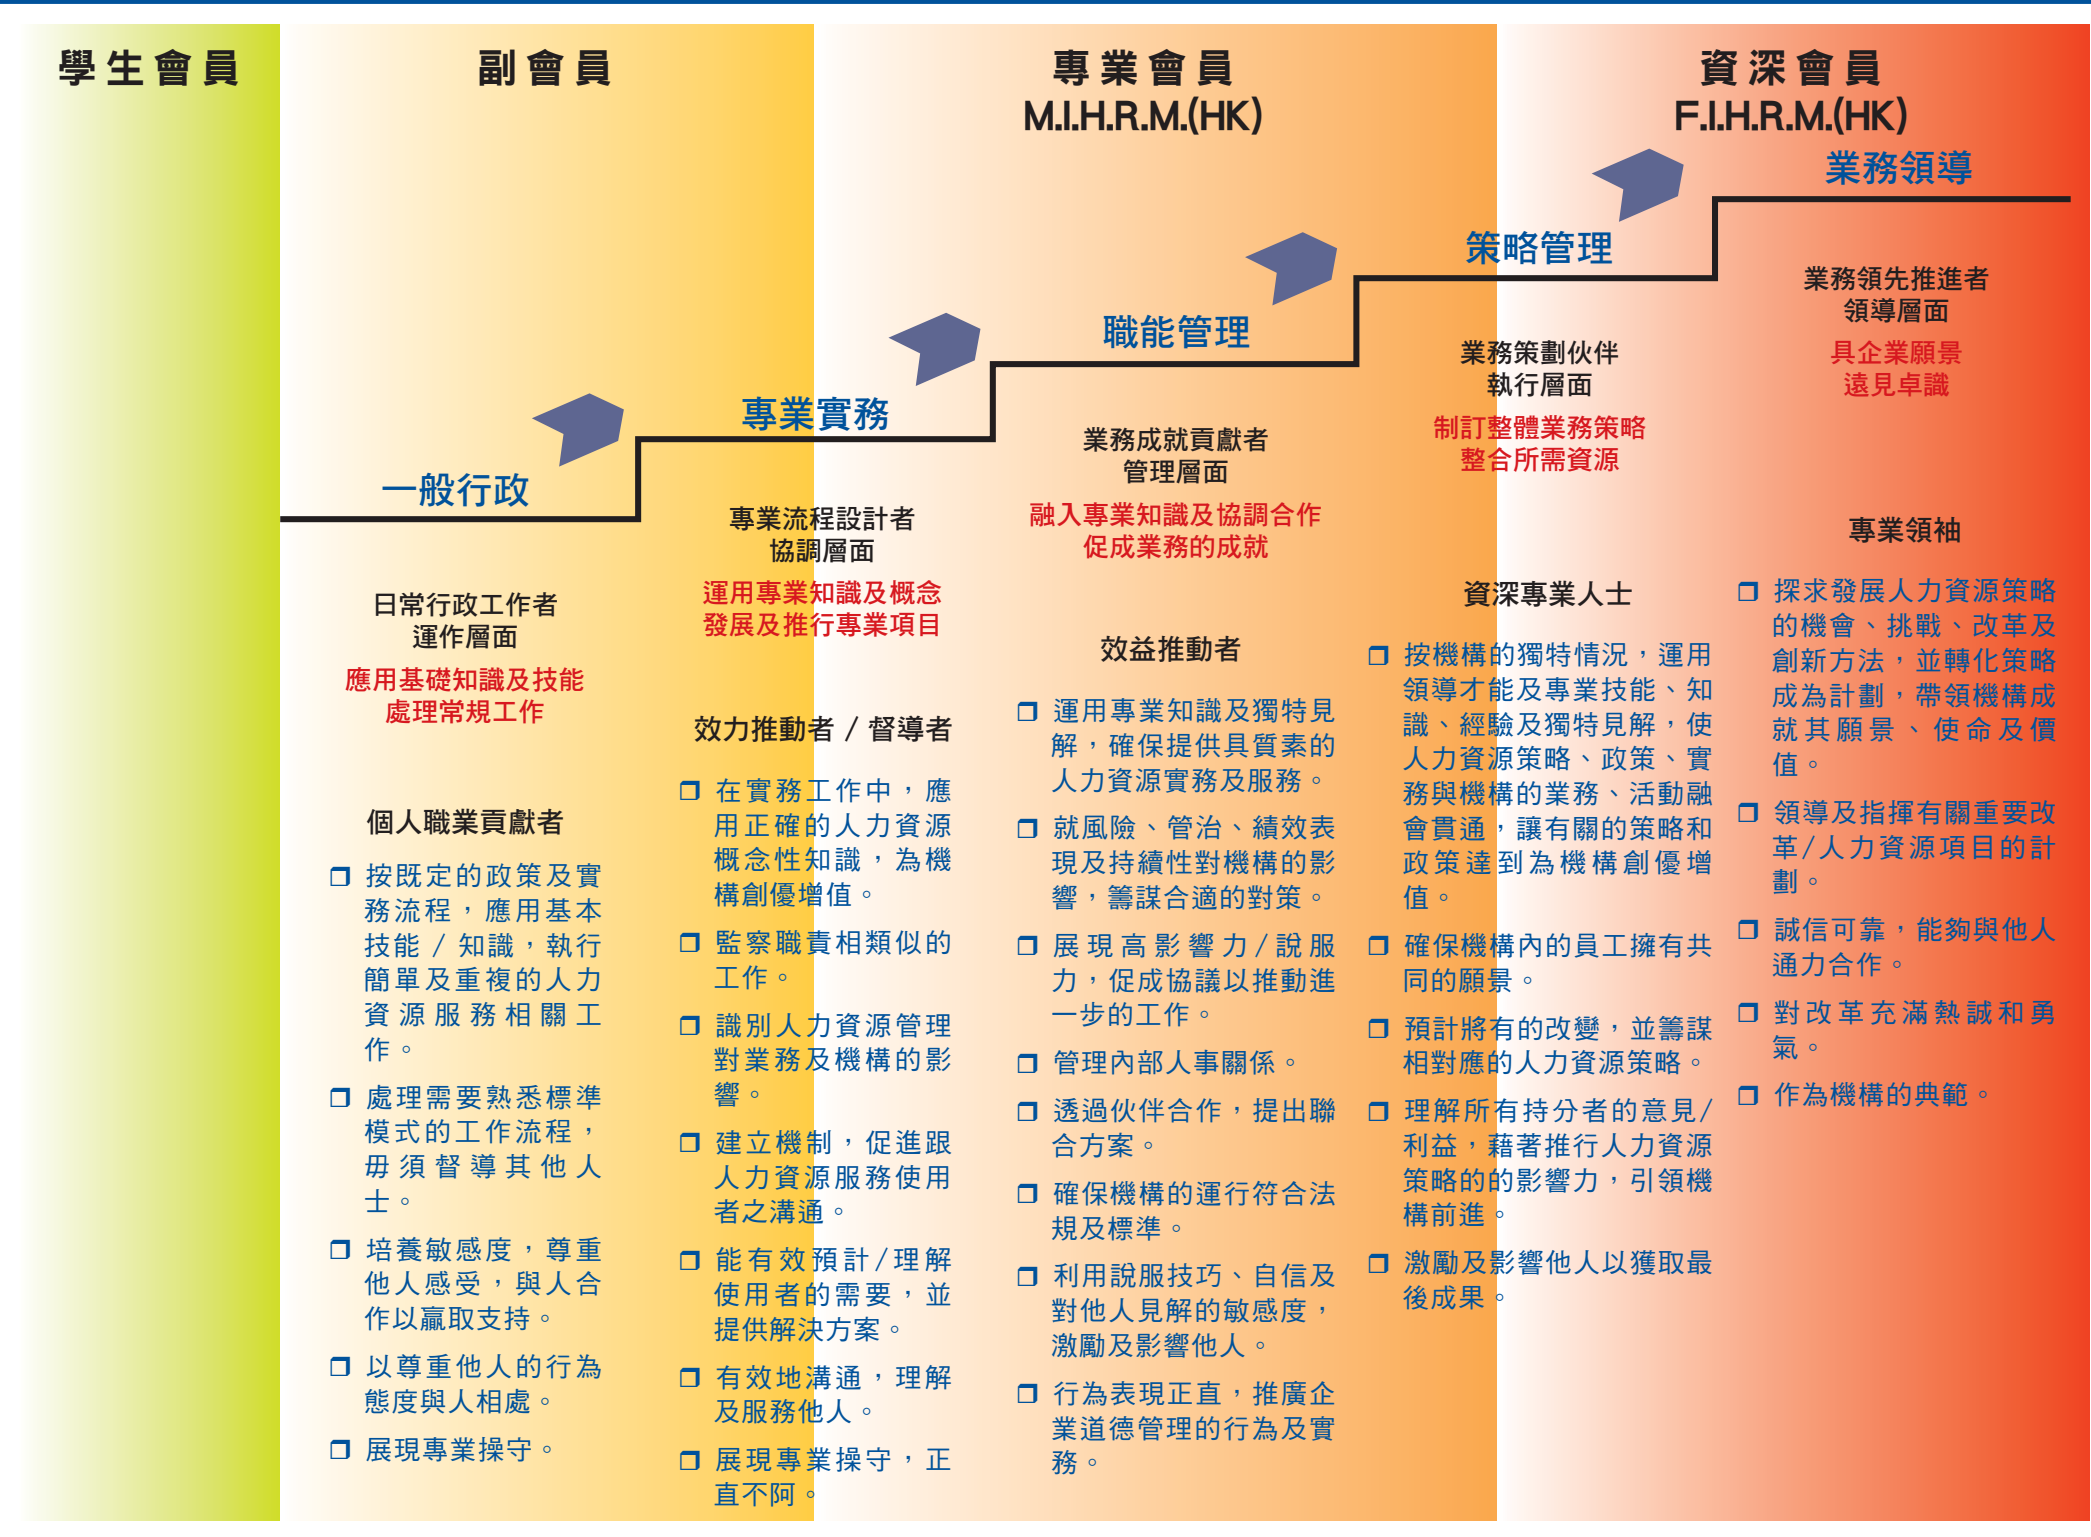 學生會員
副會員
專業會員
M.I.H.R.M.(HK)
資深會員
F.I.H.R.M.(HK)
一般行政
日常行政工作者
運作層面
應用基礎知識及技能
處理常規工作
個人職業貢獻者
❒ 按既定的政策及實
務流程，應用基本
技能 / 知識，執行
簡單及重複的人力
資源服務相關工
作。
❒ 處理需要熟悉標準
模式的工作流程，
毋須督導其他人
士。
❒ 培養敏感度，尊重
他人感受，與人合
作以贏取支持。
❒ 以尊重他人的行為
態度與人相處。
❒ 展現專業操守。
專業實務
專業流程設計者
協調層面
運用專業知識及概念
發展及推行專業項目
效力推動者 / 督導者
❒ 在實務工作中，應
用正確的人力資源
概念性知識，為機
構創優增值。
❒ 監察職責相類似的
工作。
❒ 識別人力資源管理
對業務及機構的影
響。
❒ 建立機制，促進跟
人力資源服務使用
者之溝通。
❒ 能有效預計/理解
使用者的需要，並
提供解決方案。
❒ 有效地溝通，理解
及服務他人。
❒ 展現專業操守，正
直不阿。
職能管理
業務成就貢獻者
管理層面
融入專業知識及協調合作
促成業務的成就
效益推動者
❒ 運用專業知識及獨特見
解，確保提供具質素的
人力資源實務及服務。
❒ 就風險、管治、績效表
現及持續性對機構的影
響，籌謀合適的對策。
❒ 展現高影響力/說服
力，促成協議以推動進
一步的工作。
❒ 管理內部人事關係。
❒ 透過伙伴合作，提出聯
合方案。
❒ 確保機構的運行符合法
規及標準。
❒ 利用說服技巧、自信及
對他人見解的敏感度，
激勵及影響他人。
❒ 行為表現正直，推廣企
業道德管理的行為及實
務。
策略管理
業務策劃伙伴
執行層面
制訂整體業務策略
整合所需資源
資深專業人士
❒ 按機構的獨特情況，運用
領導才能及專業技能、知
識、經驗及獨特見解，使
人力資源策略、政策、實
務與機構的業務、活動融
會貫通，讓有關的策略和
政策達到為機構創優增
值。
❒ 確保機構內的員工擁有共
同的願景。
❒ 預計將有的改變，並籌謀
相對應的人力資源策略。
❒ 理解所有持分者的意見/
利益，藉著推行人力資源
策略的的影響力，引領機
構前進。
❒ 激勵及影響他人以獲取最
後成果。
業務領導
業務領先推進者
領導層面
具企業願景
遠見卓識
專業領袖
❒ 探求發展人力資源策略
的機會、挑戰、改革及
創新方法，並轉化策略
成為計劃，帶領機構成
就其願景、使命及價
值。
❒ 領導及指揮有關重要改
革/人力資源項目的計
劃。
❒ 誠信可靠，能夠與他人
通力合作。
❒ 對改革充滿熱誠和勇
氣。
❒ 作為機構的典範。